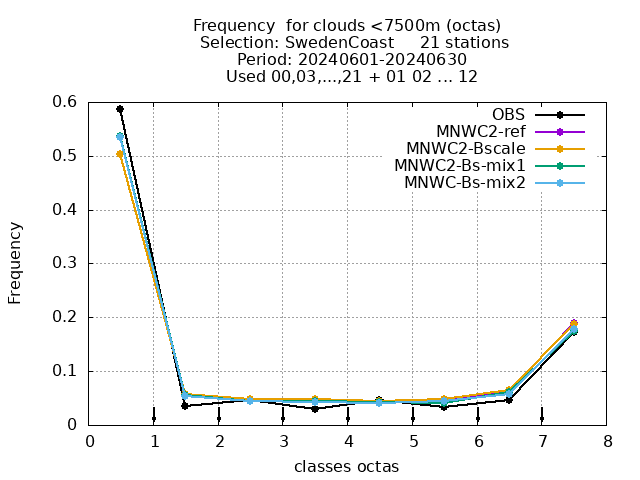 Frequency  for clouds <7500m (octas)
Selection: SwedenCoast     21 stations
Period: 20240601-20240630
Used 00,03,...,21 + 01 02 ... 12
OBS
MNWC2-ref
MNWC2-Bscale
MNWC2-Bs-mix1
MNWC-Bs-mix2
0.6
0.5
0.4
0.3
0.2
0.1
0
Frequency
0 1 2 3 4 5 6 7 8
classes octas